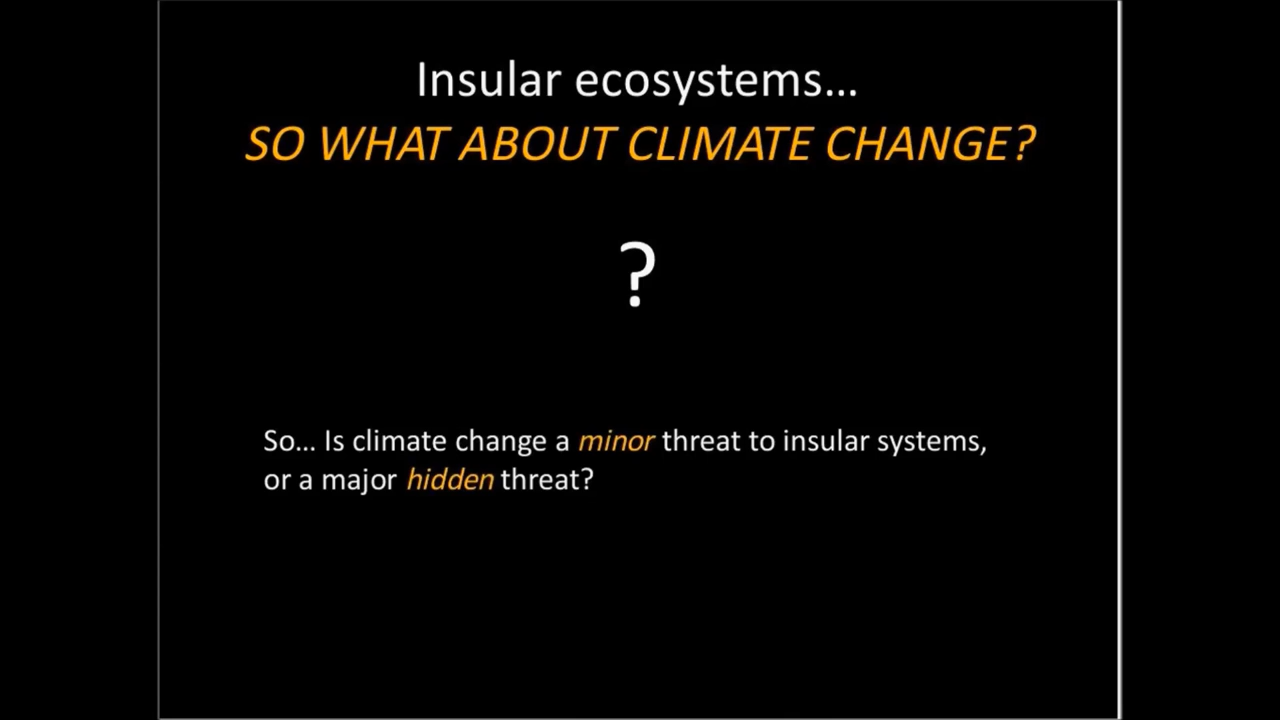 Insular ecosystems...
SO WHAT ABOUT CLIMATE CHANGE?
?
So... Is climate change a minor threat to insular systems,
or a major hidden threat?